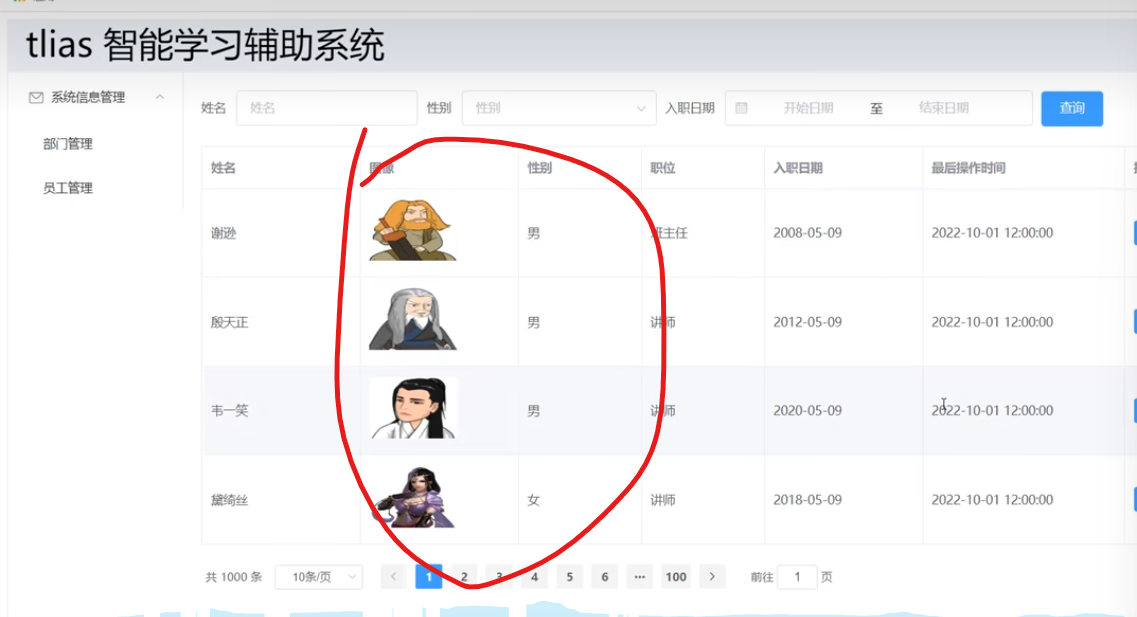 tlias 智能学习辅助系统
系统信息管理
部门管理
员工管理
姓名 姓名 性别 性别 入职日期 开始日期 至 结束日期 查询
姓名 图像 性别 职位 入职日期 最后操作时间
谢逊 男 班主任 2008-05-09 2022-10-01 12:00:00
殷天正 男 讲师 2012-05-09 2022-10-01 12:00:00
韦一笑 男 讲师 2020-05-09 2022-10-01 12:00:00
黛绮丝 女 讲师 2018-05-09 2022-10-01 12:00:00
共 1000 条 10条/页 < 1 2 3 4 5 6 ··· 100 > 前往 1 页